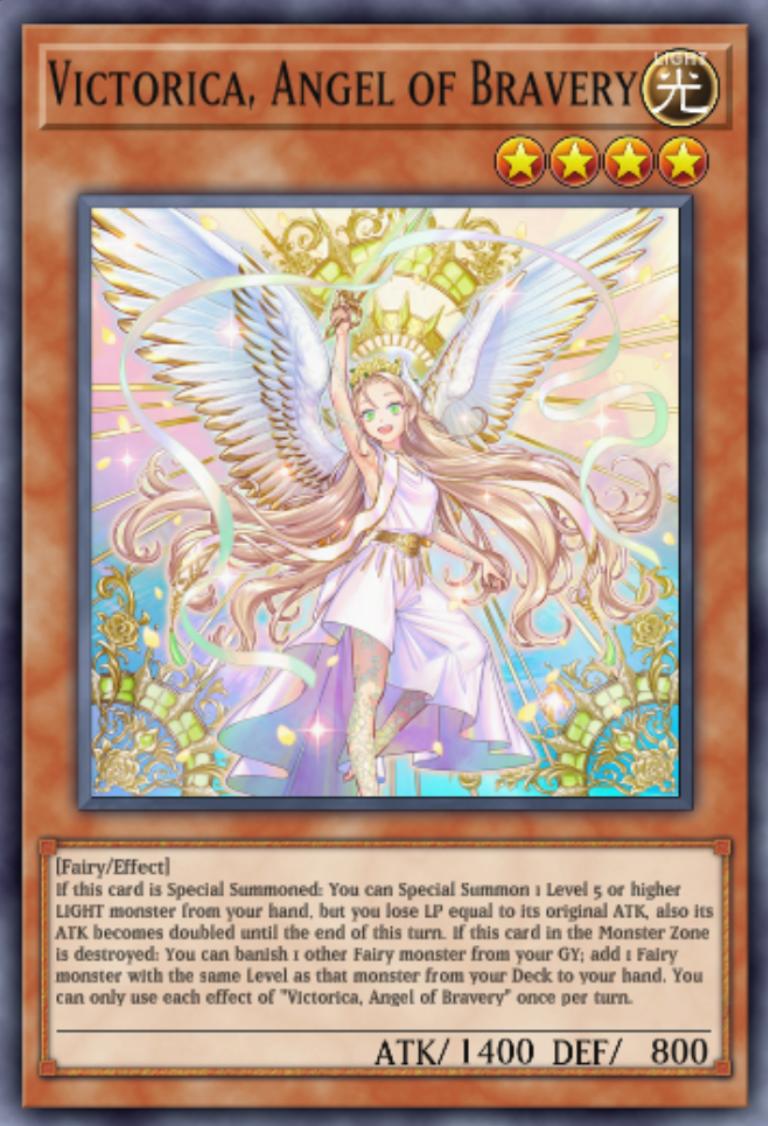 Victorica, Angel of Bravery
LIGHT
光
[Fairy/Effect]
If this card is Special Summoned: You can Special Summon 1 Level 5 or higher
LIGHT monster from your hand, but you lose LP equal to its original ATK, also its
ATK becomes doubled until the end of this turn. If this card in the Monster Zone
is destroyed: You can banish 1 other Fairy monster from your GY; add 1 Fairy
monster with the same Level as that monster from your Deck to your hand. You
can only use each effect of "Victorica, Angel of Bravery" once per turn.
ATK/ 1400 DEF/ 800